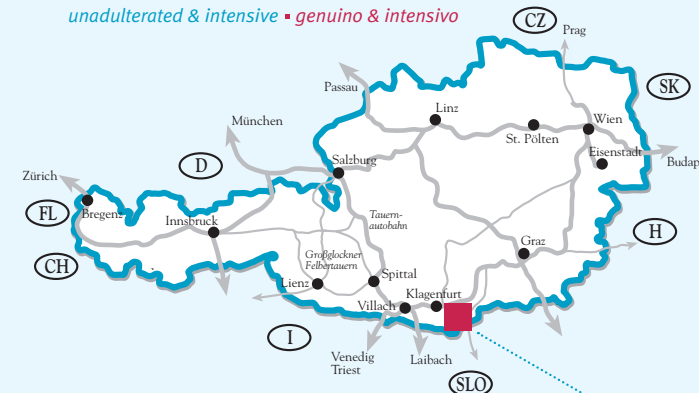 unadulterated & intensive ▪ genuino & intensivo
CZ
Prag
Passau
SK
Linz
München
Wien
St. Pölten
Eisenstadt
D
Salzburg
Budap
Zürich
Bregenz
FL
Innsbruck
Tauern-
autobahn
H
Graz
CH
Großglockner
Felbertauern
Spittal
Lienz
Klagenfurt
Villach
I
Venedig
Triest
Laibach
SLO